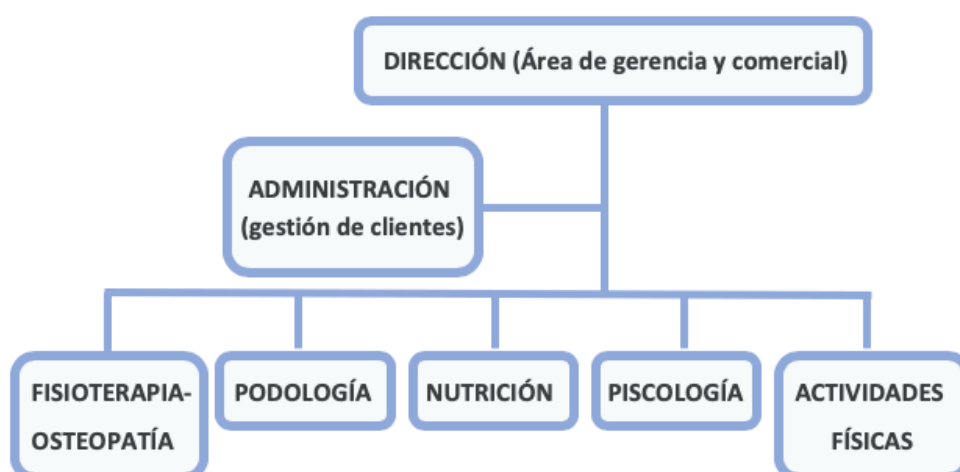 DIRECCIÓN (Área de gerencia y comercial)
ADMINISTRACIÓN
(gestión de clientes)
FISIOTERAPIA-
OSTEOPATÍA
PODOLOGÍA
NUTRICIÓN
PISCOLOGÍA
ACTIVIDADES
FÍSICAS